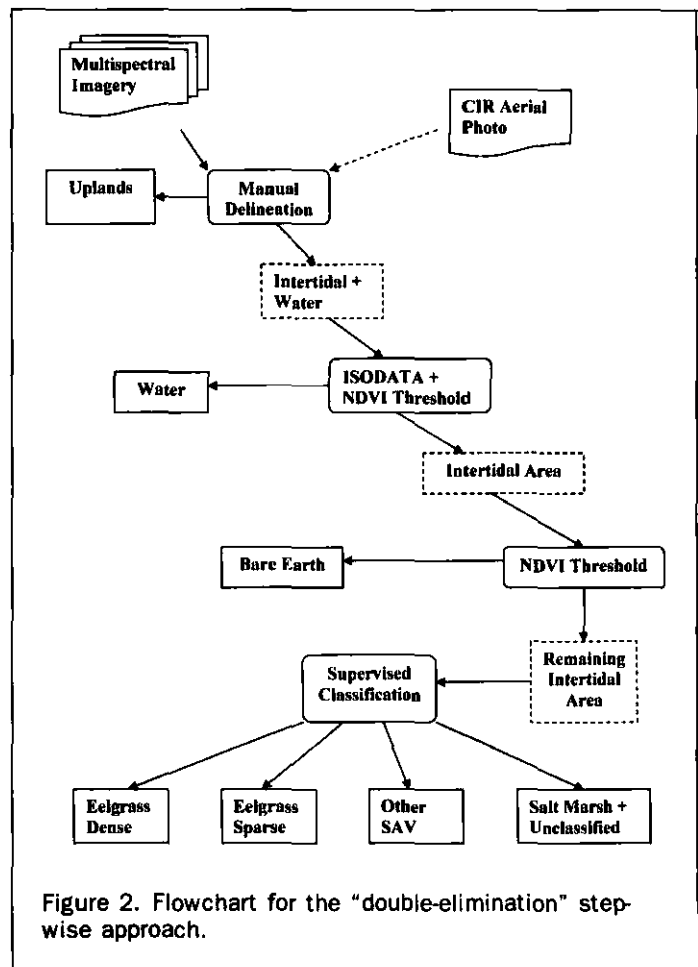 Multispectral
Imagery
CIR Aerial
Photo
Uplands
Manual
Delineation
Intertidal +
Water
Water
ISODATA +
NDVI Threshold
Intertidal Area
Bare Earth
NDVI Threshold
Remaining
Intertidal
Area
Supervised
Classification
Eelgrass
Dense
Eelgrass
Sparse
Other
SAV
Salt Marsh +
Unclassified
Figure 2. Flowchart for the “double-elimination” step-
wise approach.